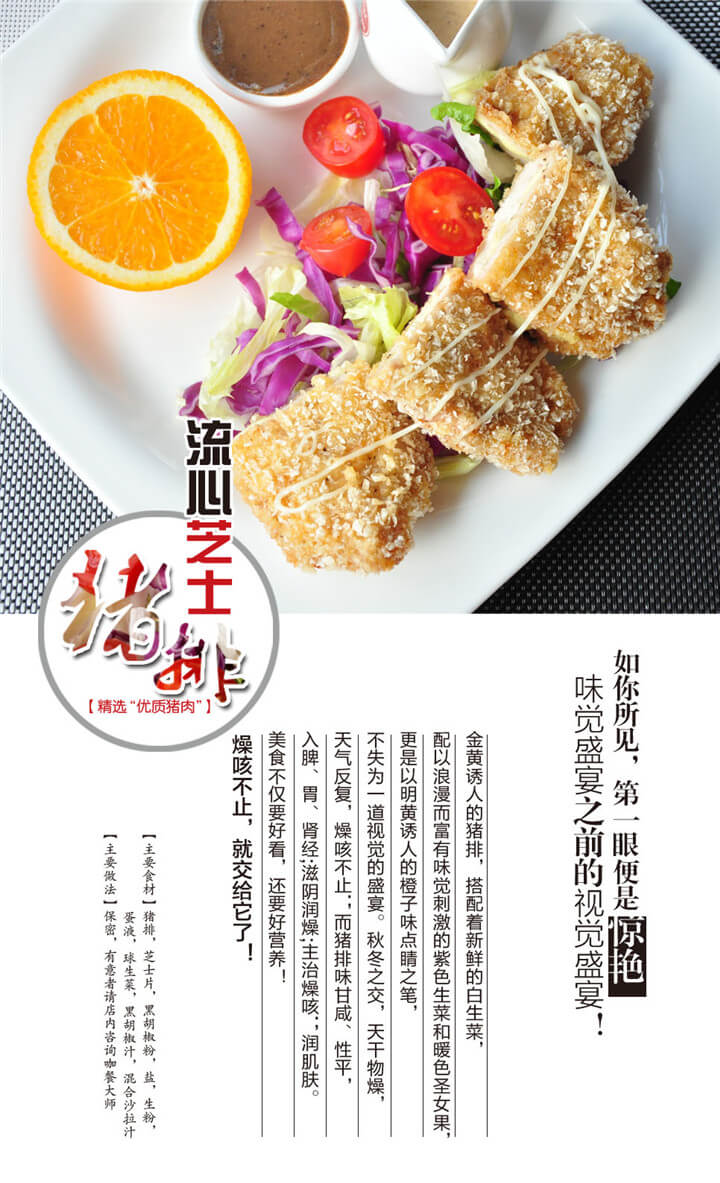 流心芝士
猪排
【精选“优质猪肉”】
如你所见，第一眼便是惊艳
味觉盛宴之前的视觉盛宴！
金黄诱人的猪排，搭配着新鲜的白生菜，
配以浪漫而富有味觉刺激的紫色生菜和暖色圣女果，
更是以明黄诱人的橙子味点睛之笔，
不失为一道视觉的盛宴。秋冬之交，天干物燥，
天气反复，燥咳不止；而猪排味甘咸、性平，
入脾、胃、肾经；滋阴润燥；主治燥咳；，润肌肤。
美食不仅要好看，还要好营养！
燥咳不止，就交给它了！
【主要食材】猪排，芝士片，黑胡椒粉，盐，生粉，
蛋液，球生菜，黑胡椒汁，混合沙拉汁
【主要做法】保密，有意者请店内咨询咖餐大师